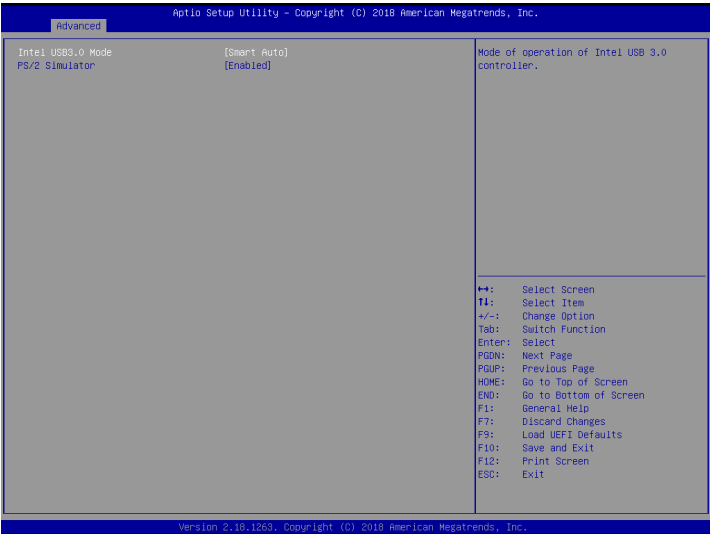 Aptio Setup Utility – Copyright (C) 2018 American Megatrends, Inc.
Advanced
Intel USB3.0 Mode [Smart Auto]
PS/2 Simulator [Enabled]
Mode of operation of Intel USB 3.0
controller.
↔: Select Screen
↑↓: Select Item
+/-: Change Option
Tab: Switch Function
Enter: Select
PGDN: Next Page
PGUP: Previous Page
HOME: Go to Top of Screen
END: Go to Bottom of Screen
F1: General Help
F7: Discard Changes
F9: Load UEFI Defaults
F10: Save and Exit
F12: Print Screen
ESC: Exit
Version 2.18.1263. Copyright (C) 2018 American Megatrends, Inc.